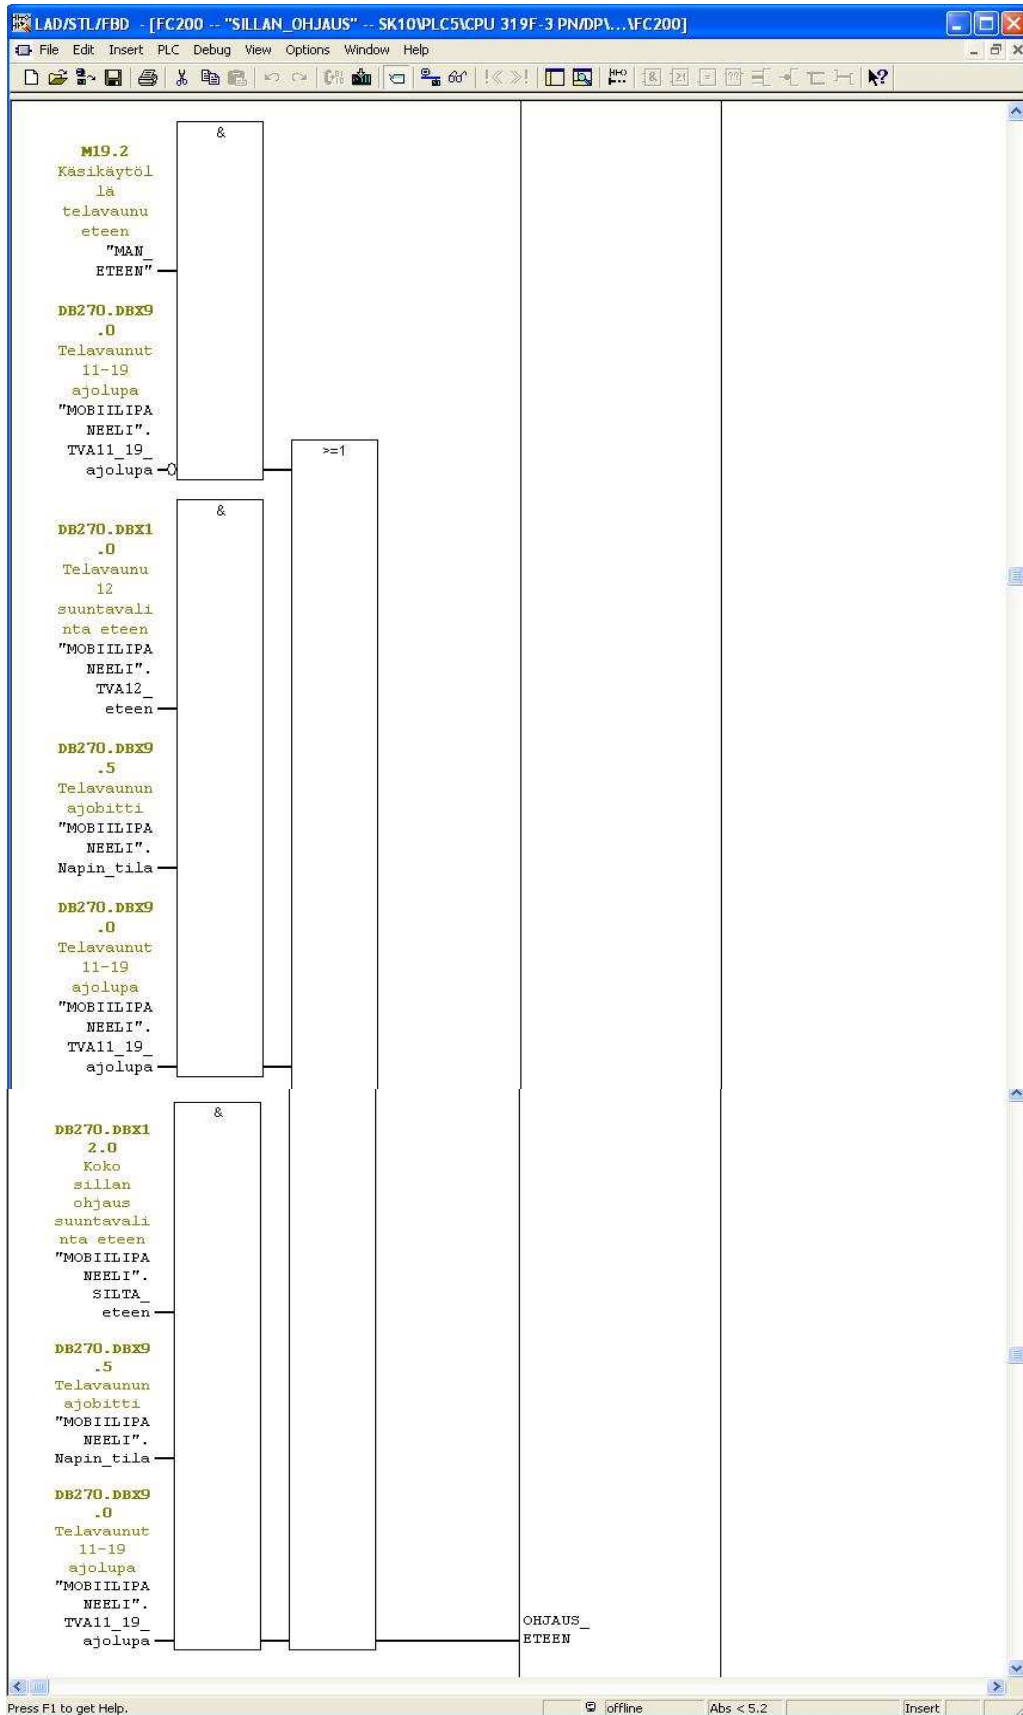 LAD/STL/FBD - [FC200 -- "SILLAN_OHJAUS" -- SK10\PLC5\CPU 319F-3 PN/DP\...\FC200]
File Edit Insert PLC Debug View Options Window Help
&
M19.2
Käsikäytöl
lä
telavaunu
eteen
"MAN_
ETEEN"
DB270.DBX9
.0
Telavaunut
11-19
ajolupa
"MOBIILIPA
NEELI".
TVA11_19_
ajolupa
>=1
&
DB270.DBX1
.0
Telavaunu
12
suuntavali
nta eteen
"MOBIILIPA
NEELI".
TVA12_
eteen
DB270.DBX9
.5
Telavaunun
ajobitti
"MOBIILIPA
NEELI".
Napin_tila
DB270.DBX9
.0
Telavaunut
11-19
ajolupa
"MOBIILIPA
NEELI".
TVA11_19_
ajolupa
&
DB270.DBX1
2.0
Koko
sillan
ohjaus
suuntavali
nta eteen
"MOBIILIPA
NEELI".
SILTA_
eteen
DB270.DBX9
.5
Telavaunun
ajobitti
"MOBIILIPA
NEELI".
Napin_tila
DB270.DBX9
.0
Telavaunut
11-19
ajolupa
"MOBIILIPA
NEELI".
TVA11_19_
ajolupa
OHJAUS_
ETEEN
Press F1 to get Help. offline Abs < 5.2 Insert